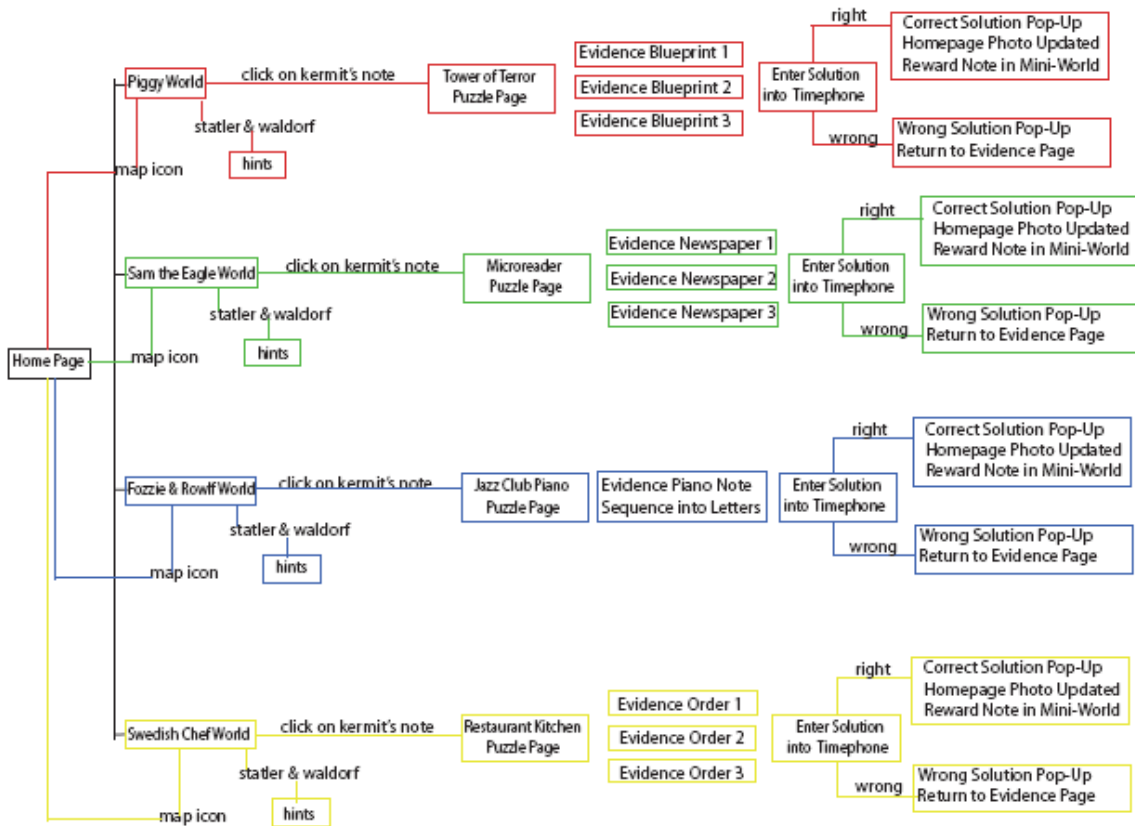 right
Correct Solution Pop-Up
Homepage Photo Updated
Reward Note in Mini-World
Piggy World
click on kermit's note
Tower of Terror
Puzzle Page
Evidence Blueprint 1
Evidence Blueprint 2
Evidence Blueprint 3
Enter Solution
into Timephone
statler & waldorf
hints
map icon
wrong
Wrong Solution Pop-Up
Return to Evidence Page
right
Correct Solution Pop-Up
Homepage Photo Updated
Reward Note in Mini-World
Sam the Eagle World
click on kermit's note
Microreader
Puzzle Page
Evidence Newspaper 1
Evidence Newspaper 2
Evidence Newspaper 3
Enter Solution
into Timephone
statler & waldorf
hints
map icon
wrong
Wrong Solution Pop-Up
Return to Evidence Page
Home Page
right
Correct Solution Pop-Up
Homepage Photo Updated
Reward Note in Mini-World
Fozzie & Rowlf World
click on kermit's note
Jazz Club Piano
Puzzle Page
Evidence Piano Note
Sequence into Letters
Enter Solution
into Timephone
statler & waldorf
hints
map icon
wrong
Wrong Solution Pop-Up
Return to Evidence Page
right
Correct Solution Pop-Up
Homepage Photo Updated
Reward Note in Mini-World
Swedish Chef World
click on kermit's note
Restaurant Kitchen
Puzzle Page
Evidence Order 1
Evidence Order 2
Evidence Order 3
Enter Solution
into Timephone
statler & waldorf
hints
map icon
wrong
Wrong Solution Pop-Up
Return to Evidence Page